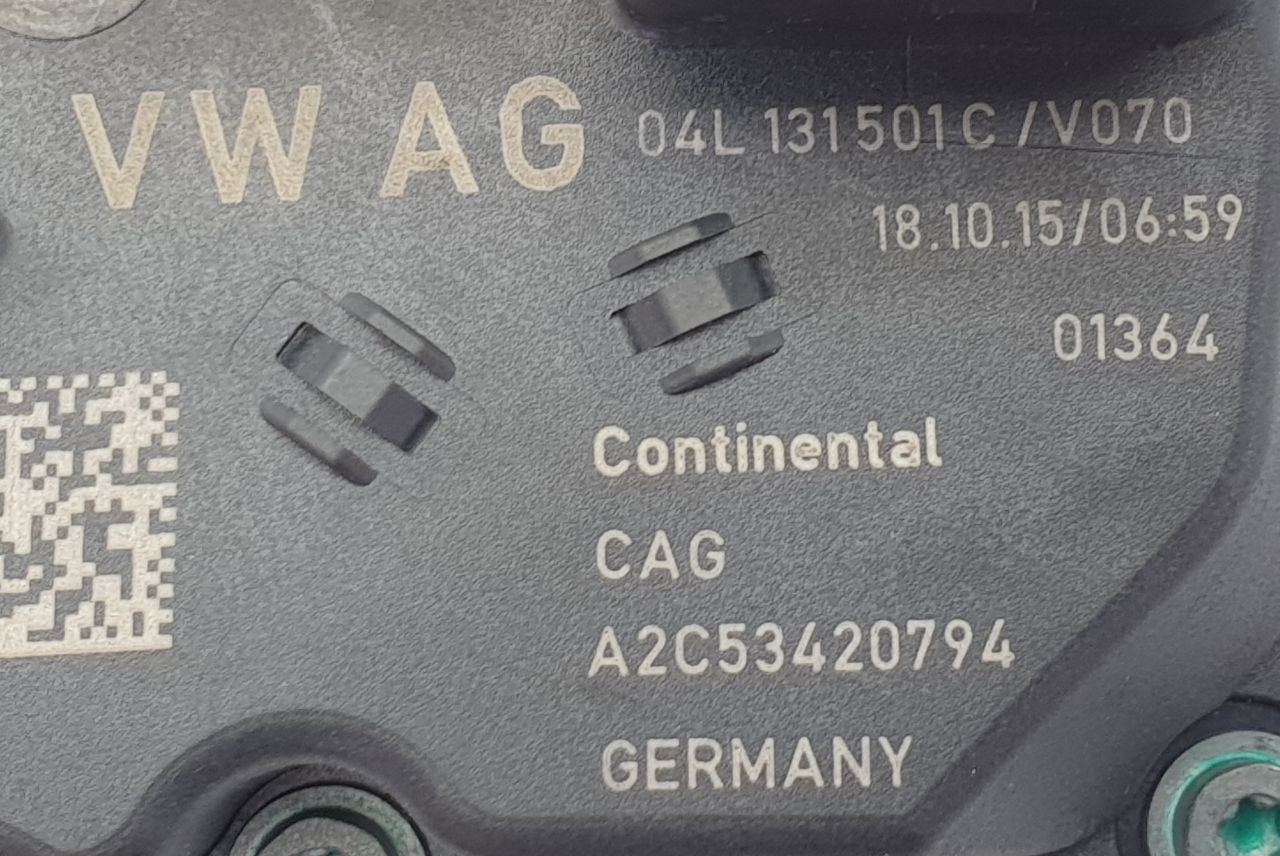 VW AG 04L 131 501 C /V070
18.10.15/06:59
01364
Continental
CAG
A2C53420794
GERMANY